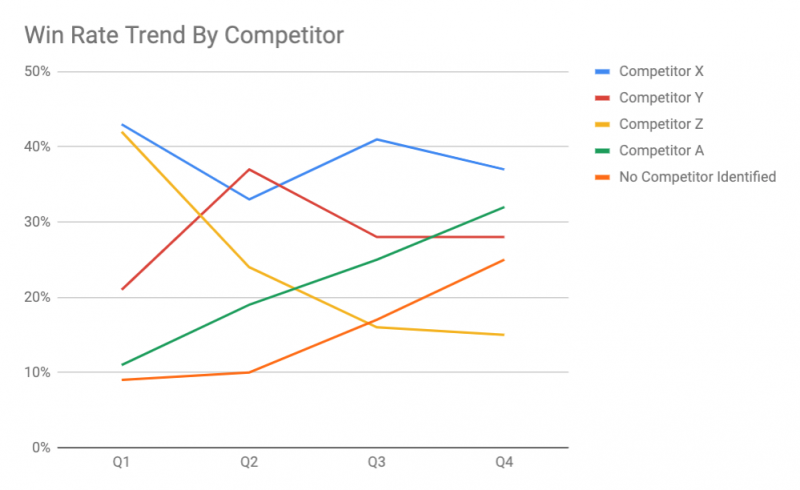 Win Rate Trend By Competitor
50%
40%
30%
20%
10%
0%
Q1 Q2 Q3 Q4
Competitor X
Competitor Y
Competitor Z
Competitor A
No Competitor Identified